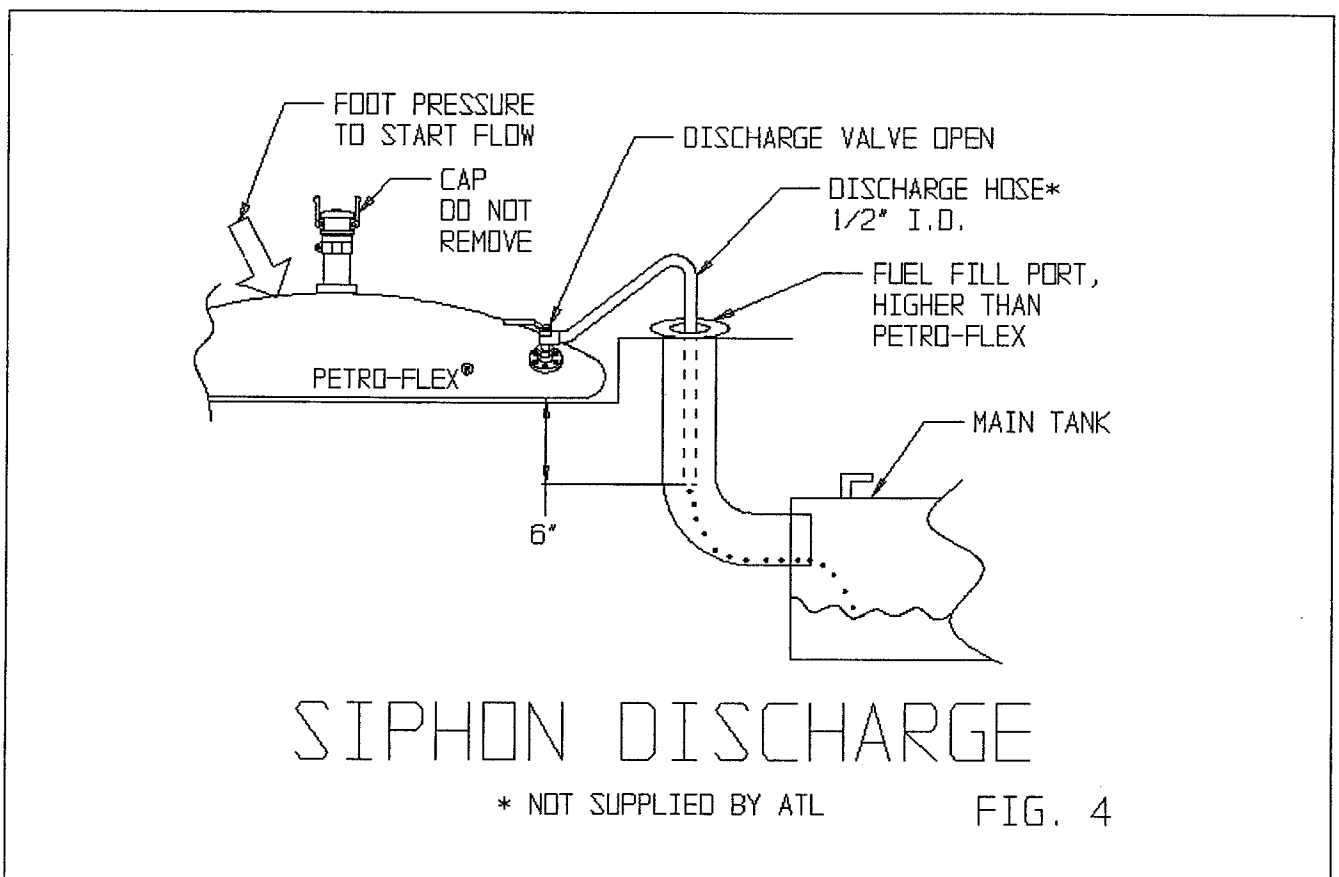 FOOT PRESSURE
TO START FLOW
CAP
DO NOT
REMOVE
DISCHARGE VALVE OPEN
DISCHARGE HOSE*
1/2" I.D.
FUEL FILL PORT,
HIGHER THAN
PETRO-FLEX
PETRO-FLEX®
MAIN TANK
6"
SIPHON DISCHARGE
* NOT SUPPLIED BY ATL
FIG. 4